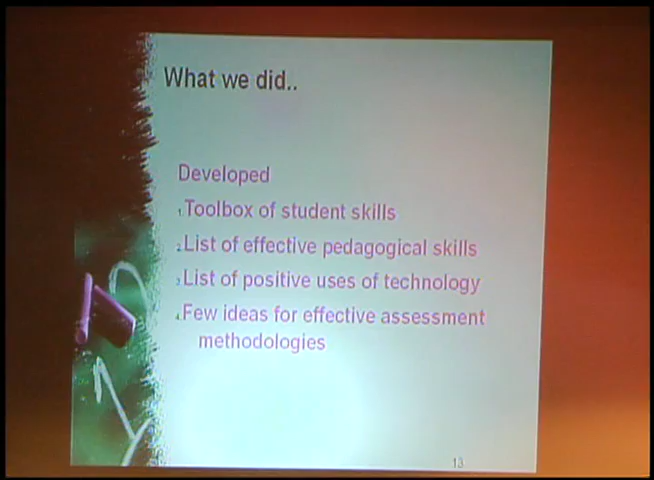 What we did..
Developed
1. Toolbox of student skills
2. List of effective pedagogical skills
3. List of positive uses of technology
4. Few ideas for effective assessment
methodologies
13